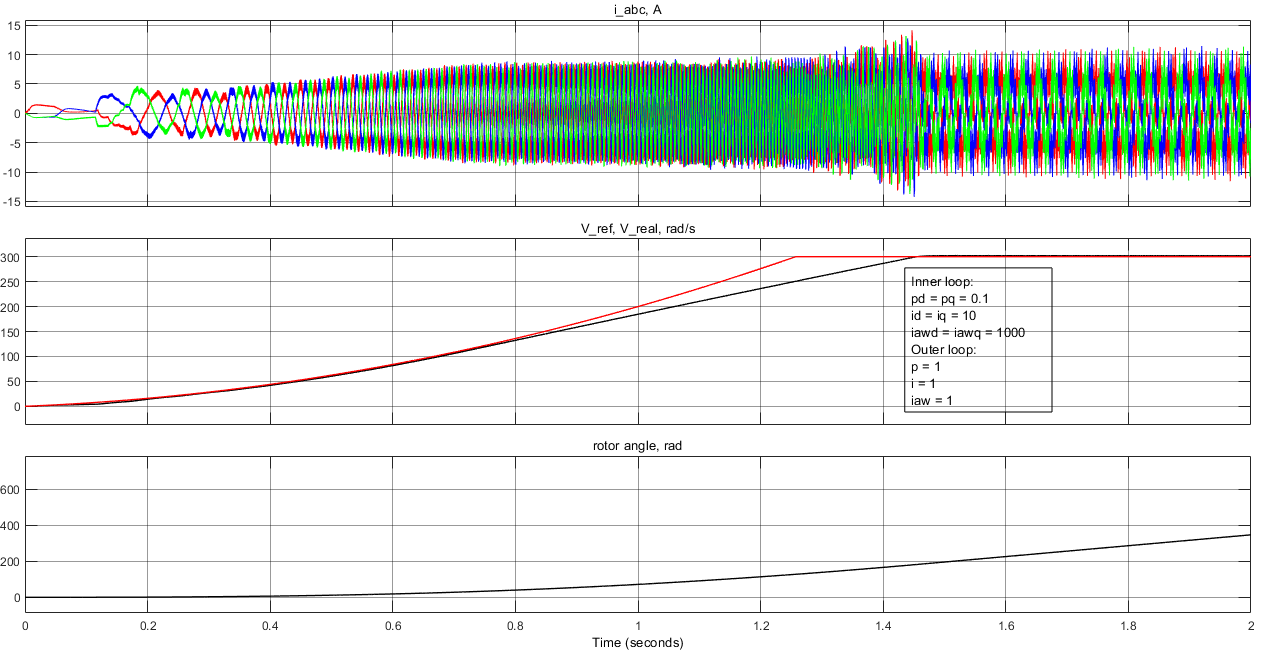 i_abc, A
15
10
5
0
-5
-10
-15
V_ref, V_real, rad/s
300
250
200
150
100
50
0
Inner loop:
pd = pq = 0.1
id = iq = 10
iawd = iawq = 1000
Outer loop:
p = 1
i = 1
iaw = 1
rotor angle, rad
600
400
200
0
0 0.2 0.4 0.6 0.8 1 1.2 1.4 1.6 1.8 2
Time (seconds)